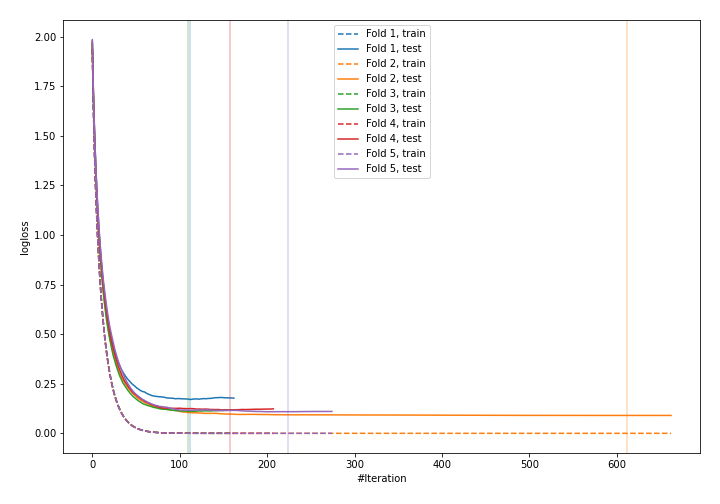 2.00
1.75
1.50
1.25
1.00
0.75
0.50
0.25
0.00
logloss
0
100
200
300
400
500
600
#Iteration
Fold 1, train
Fold 1, test
Fold 2, train
Fold 2, test
Fold 3, train
Fold 3, test
Fold 4, train
Fold 4, test
Fold 5, train
Fold 5, test